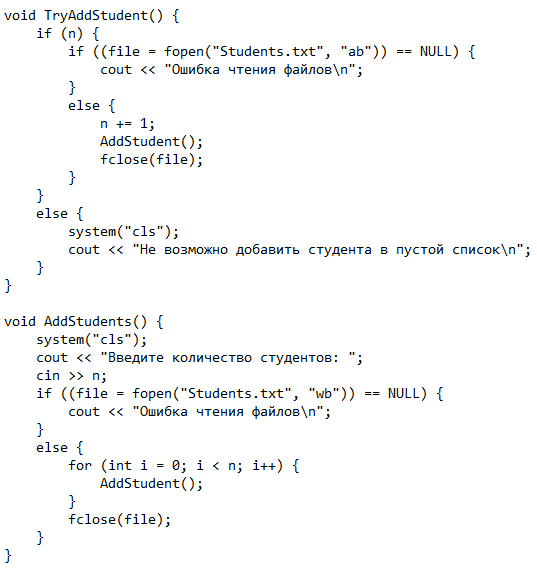 void TryAddStudent() {
    if (n) {
        if ((file = fopen("Students.txt", "ab")) == NULL) {
            cout << "Ошибка чтения файлов\n";
        }
        else {
            n += 1;
            AddStudent();
            fclose(file);
        }
    }
    else {
        system("cls");
        cout << "Не возможно добавить студента в пустой список\n";
    }
}

void AddStudents() {
    system("cls");
    cout << "Введите количество студентов: ";
    cin >> n;
    if ((file = fopen("Students.txt", "wb")) == NULL) {
        cout << "Ошибка чтения файлов\n";
    }
    else {
        for (int i = 0; i < n; i++) {
            AddStudent();
        }
        fclose(file);
    }
}